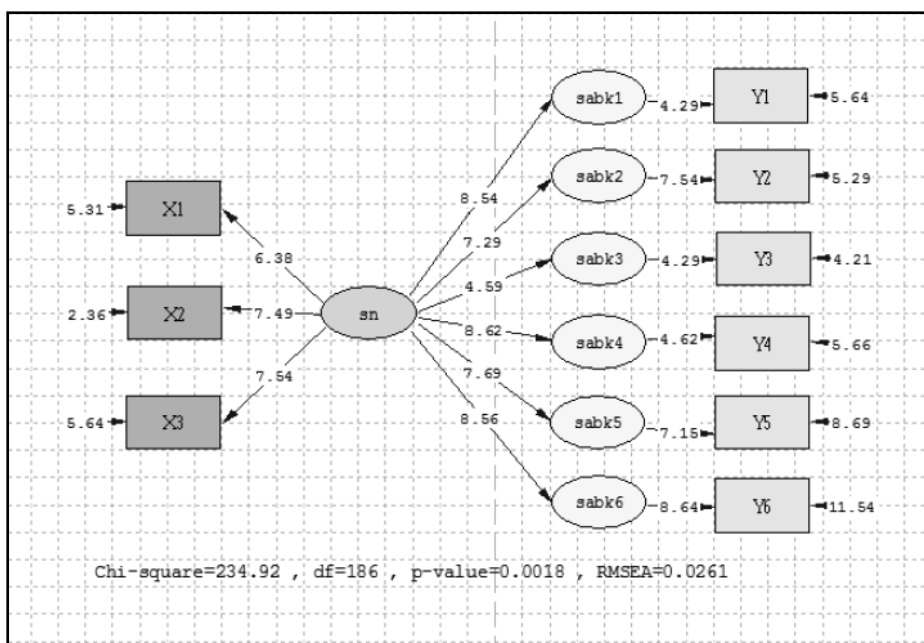 sabk1 4.29 Y1 5.64
8.54
sabk2 7.54 Y2 5.29
5.31 X1
7.29
6.38
sabk3 4.29 Y3 4.21
4.59
2.36 X2 7.49 sn
8.62
sabk4 4.62 Y4 5.66
7.54
7.69
5.64 X3
8.56
sabk5 7.15 Y5 8.69
sabk6 8.64 Y6 11.54
Chi-square=234.92 , df=186 , p-value=0.0018 , RMSEA=0.0261